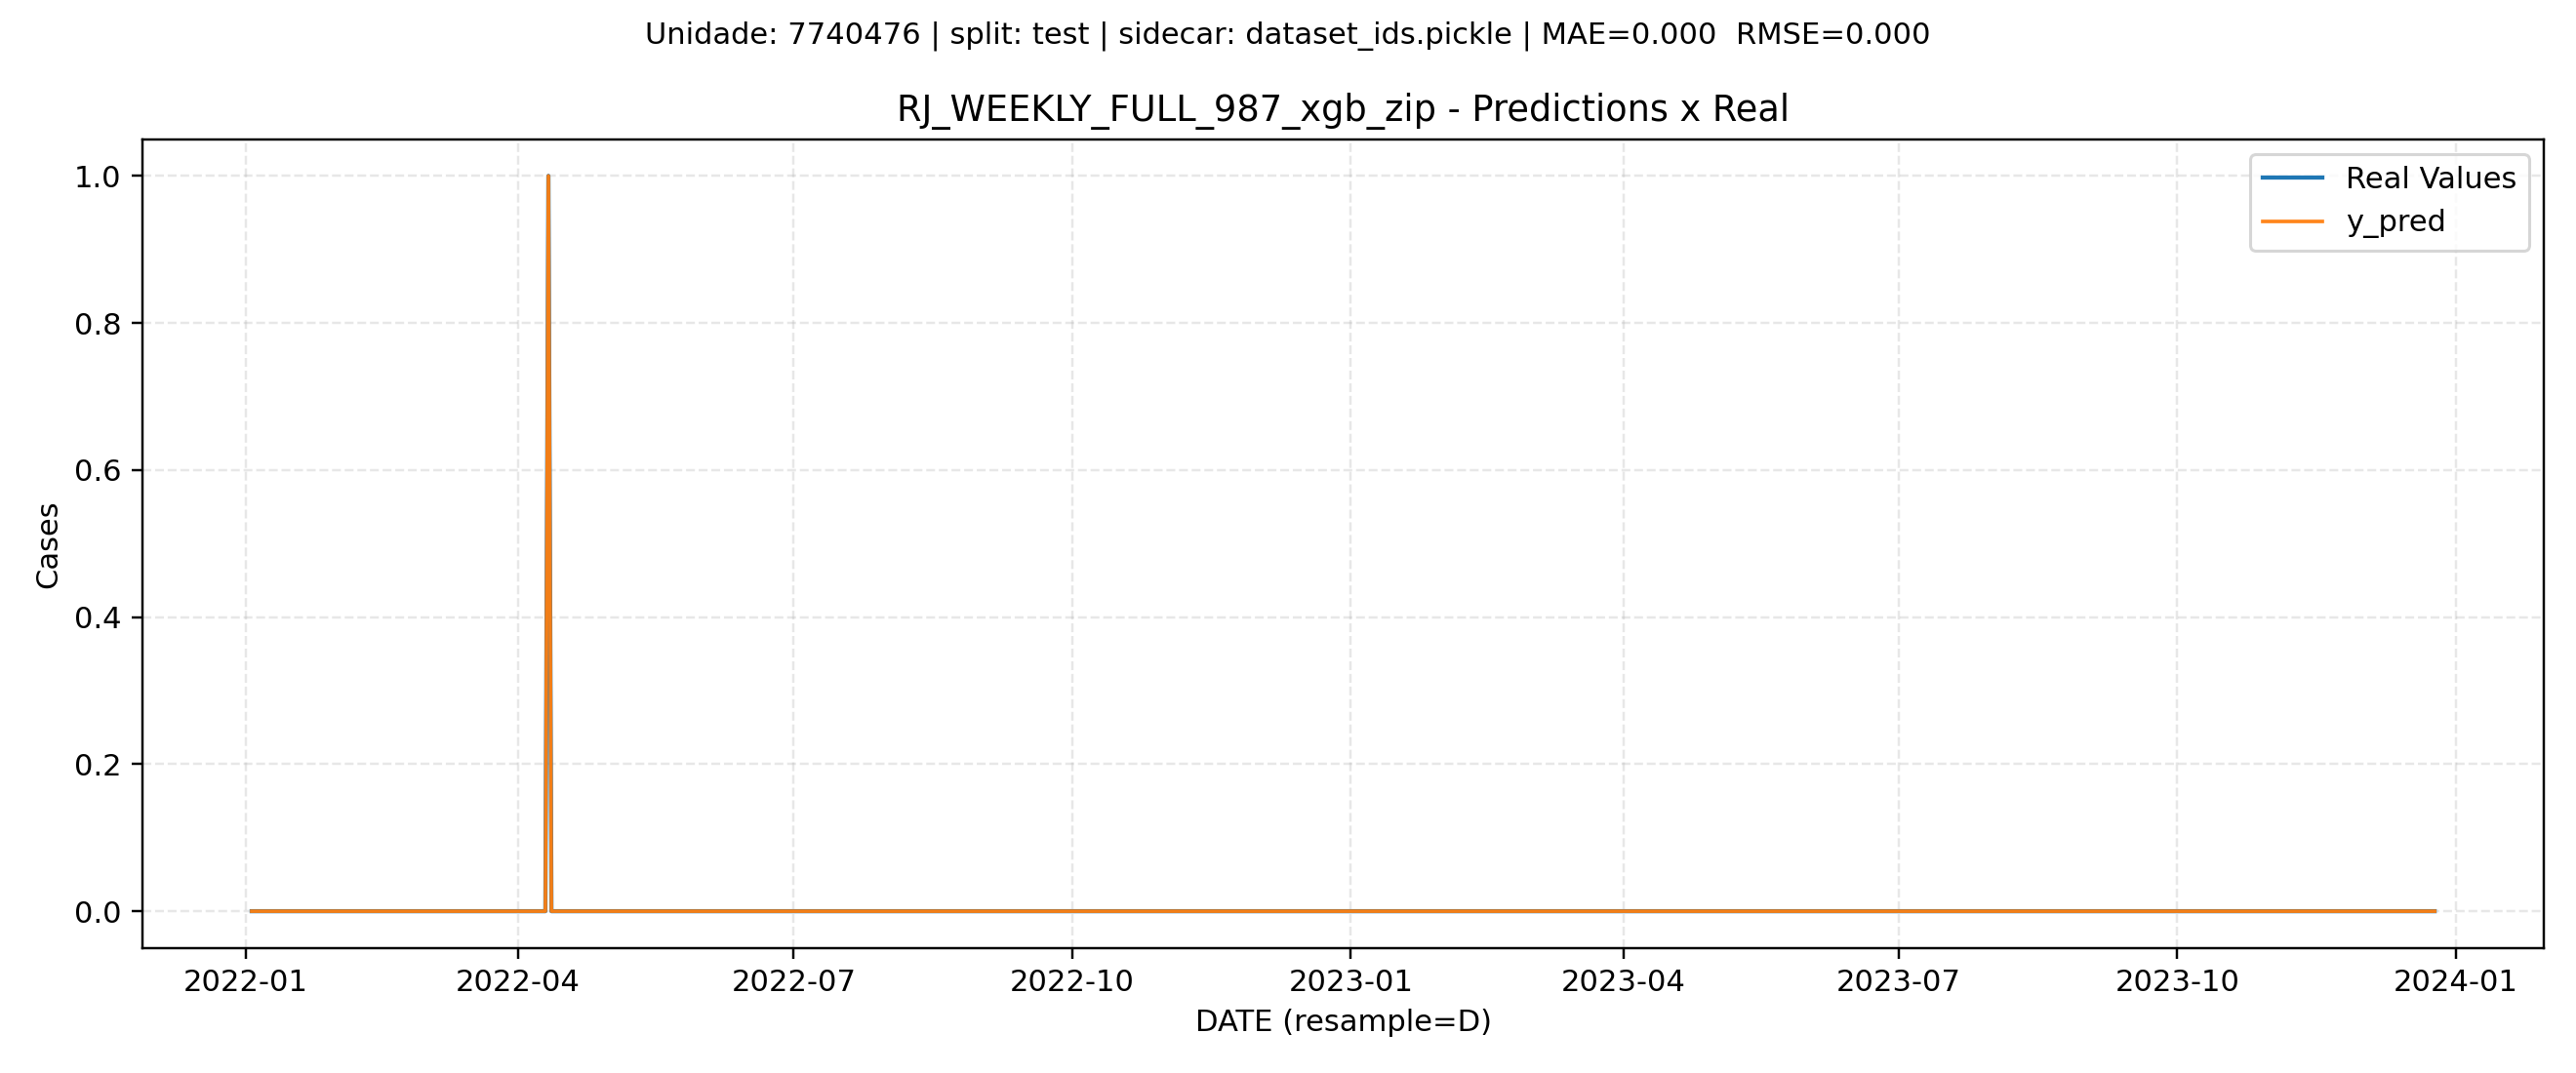 Unidade: 7740476 | split: test | sidecar: dataset_ids.pickle | MAE=0.000  RMSE=0.000
RJ_WEEKLY_FULL_987_xgb_zip - Predictions x Real
Real Values
y_pred
1.0
0.8
0.6
0.4
0.2
0.0
Cases
2022-01 2022-04 2022-07 2022-10 2023-01 2023-04 2023-07 2023-10 2024-01
DATE (resample=D)